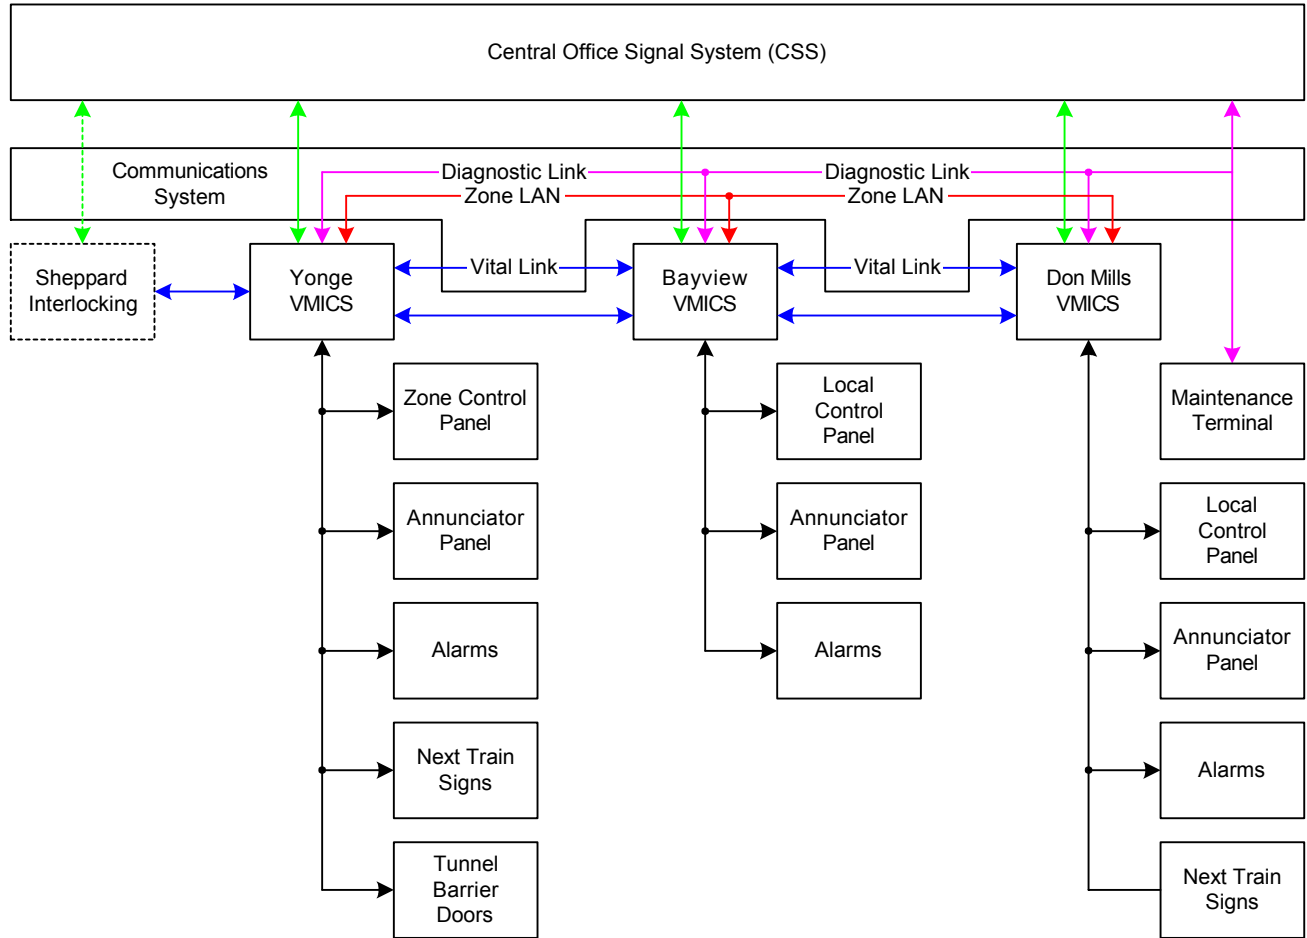 Central Office Signal System (CSS)
Communications
System
Diagnostic Link
Diagnostic Link
Zone LAN
Zone LAN
Sheppard
Interlocking
Yonge
VMICS
Vital Link
Bayview
VMICS
Vital Link
Don Mills
VMICS
Zone Control
Panel
Local
Control
Panel
Maintenance
Terminal
Annunciator
Panel
Annunciator
Panel
Local
Control
Panel
Alarms
Alarms
Annunciator
Panel
Next Train
Signs
Alarms
Tunnel
Barrier
Doors
Next Train
Signs